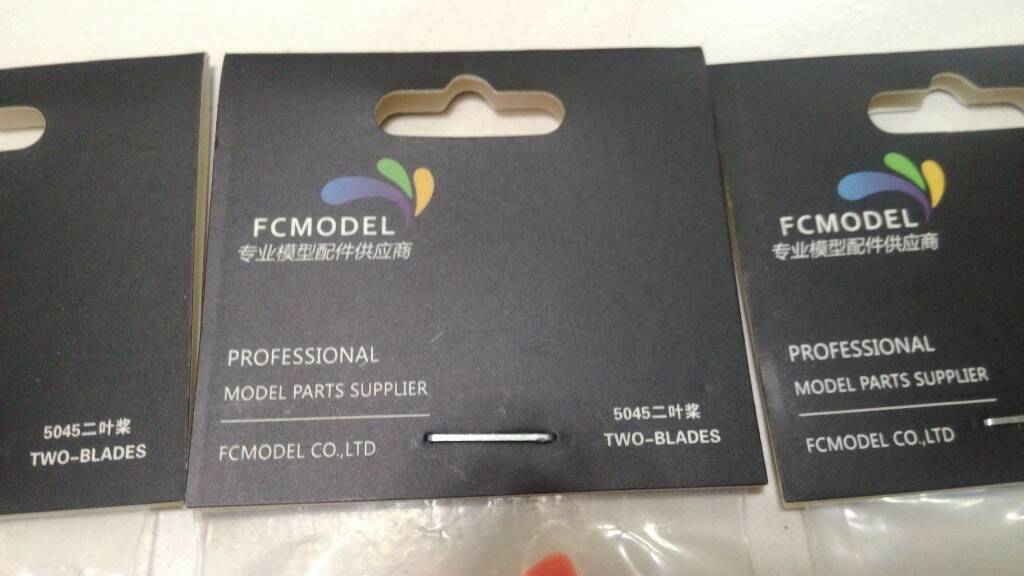 5045二叶桨
TWO-BLADES
FCMODEL
专业模型配件供应商
PROFESSIONAL
MODEL PARTS SUPPLIER
FCMODEL CO.,LTD
5045二叶桨
TWO-BLADES
FCMODEL
专业模型配件供应商
PROFESSIONAL
MODEL PARTS SUPPLIER
FCMODEL CO.,LTD